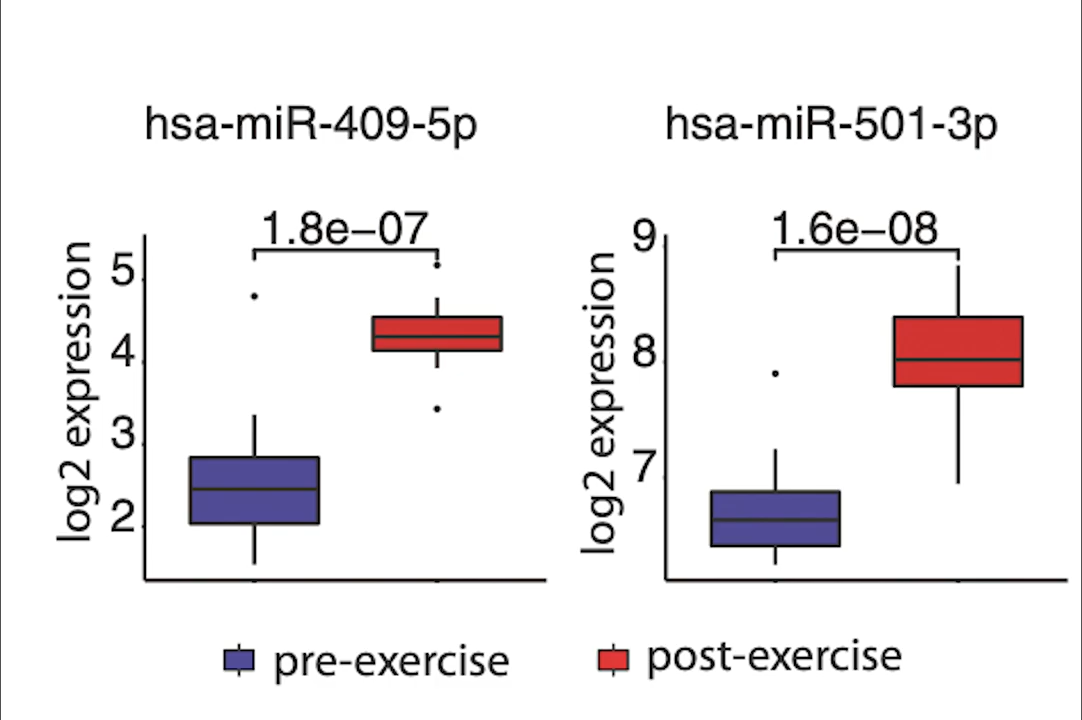 hsa-miR-409-5p
hsa-miR-501-3p
1.8e−07
1.6e−08
log2 expression
5
4
3
2
log2 expression
9
8
7
pre-exercise
post-exercise